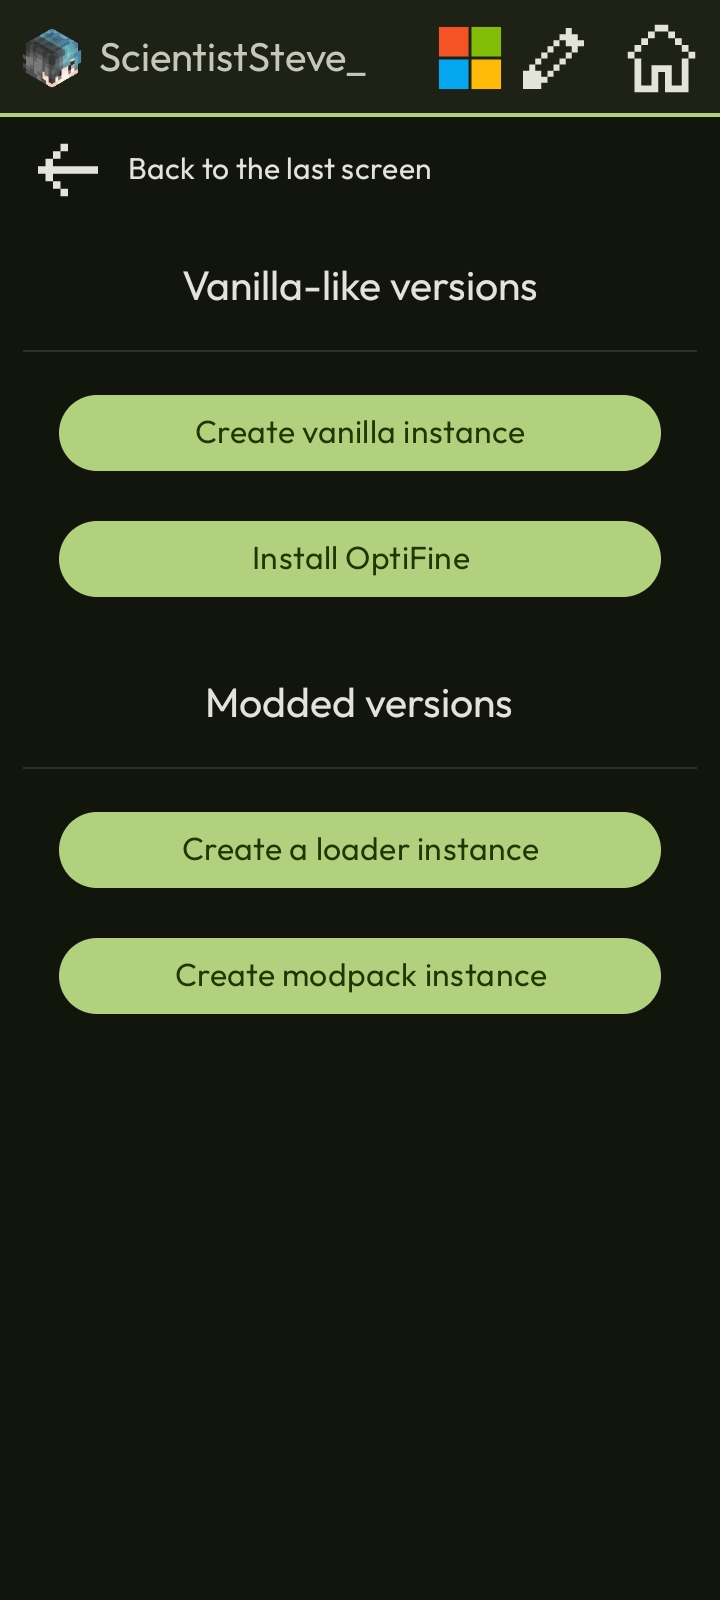 ScientistSteve_
Back to the last screen
Vanilla-like versions
Create vanilla instance
Install OptiFine
Modded versions
Create a loader instance
Create modpack instance